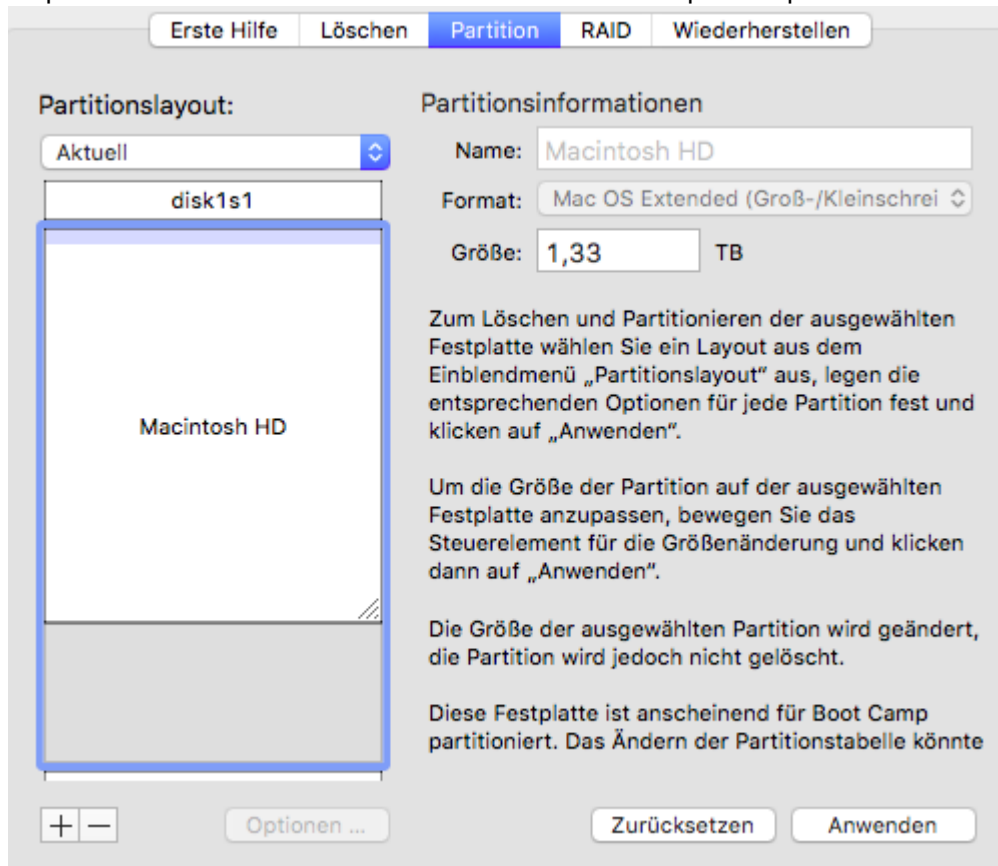 Erste Hilfe Löschen Partition RAID Wiederherstellen
Partitionslayout:
Aktuell
disk1s1
Macintosh HD
Partitionsinformationen
Name: Macintosh HD
Format: Mac OS Extended (Groß-/Kleinschrei
Größe: 1,33 TB
Zum Löschen und Partitionieren der ausgewählten
Festplatte wählen Sie ein Layout aus dem
Einblendmenü „Partitionslayout“ aus, legen die
entsprechenden Optionen für jede Partition fest und
klicken auf „Anwenden“.
Um die Größe der Partition auf der ausgewählten
Festplatte anzupassen, bewegen Sie das
Steuerelement für die Größenänderung und klicken
dann auf „Anwenden“.
Die Größe der ausgewählten Partition wird geändert,
die Partition wird jedoch nicht gelöscht.
Diese Festplatte ist anscheinend für Boot Camp
partitioniert. Das Ändern der Partitionstabelle könnte
+ − Optionen ... Zurücksetzen Anwenden